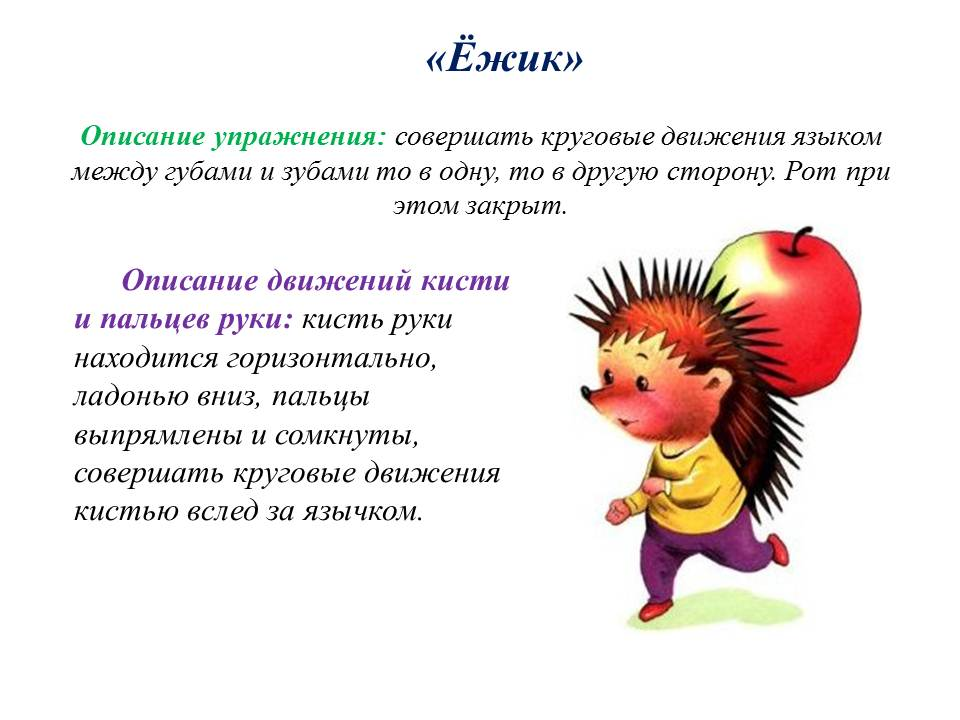 «Ёжик»
Описание упражнения: совершать круговые движения языком
между губами и зубами то в одну, то в другую сторону. Рот при
этом закрыт.
Описание движений кисти
и пальцев руки: кисть руки
находится горизонтально,
ладонью вниз, пальцы
выпрямлены и сомкнуты,
совершать круговые движения
кистью вслед за язычком.